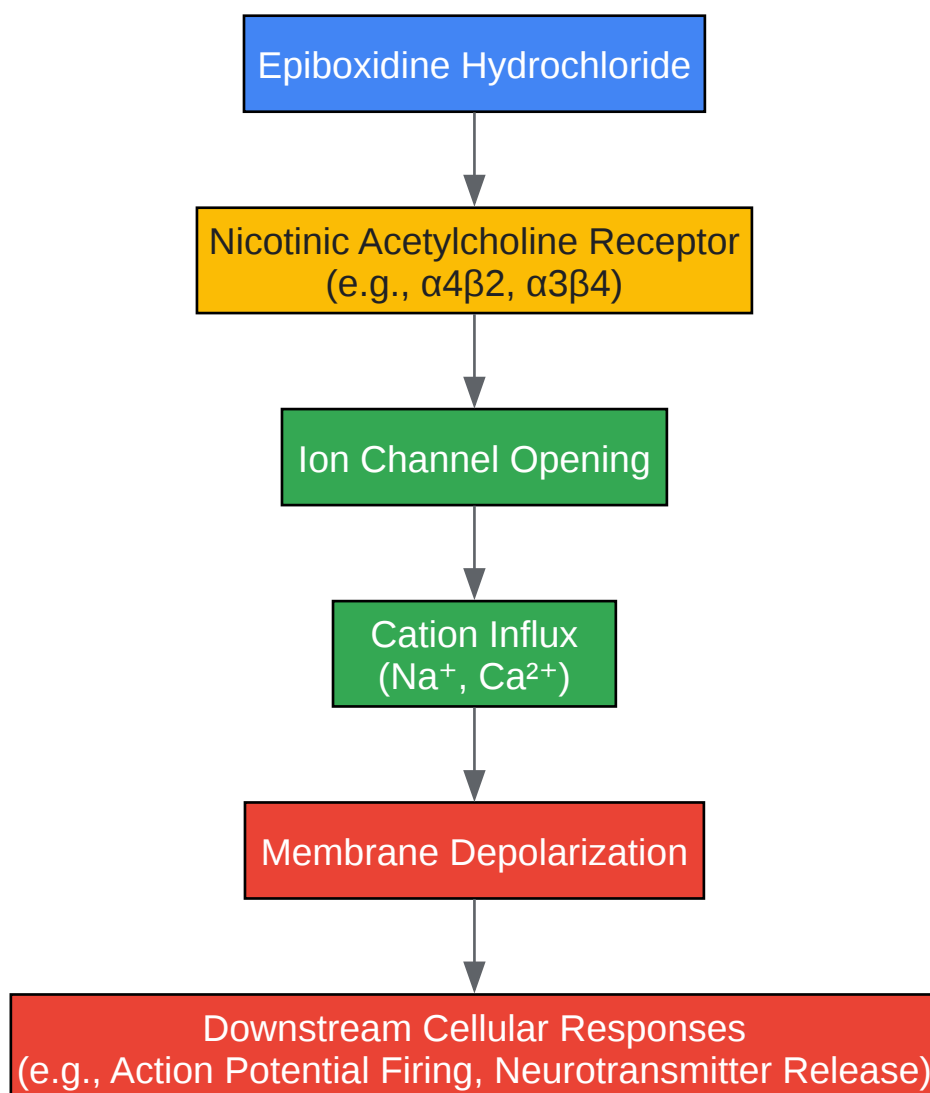 Epiboxidine Hydrochloride
Nicotinic Acetylcholine Receptor
(e.g., α4β2, α3β4)
Ion Channel Opening
Cation Influx
(Na⁺, Ca²⁺)
Membrane Depolarization
Downstream Cellular Responses
(e.g., Action Potential Firing, Neurotransmitter Release)